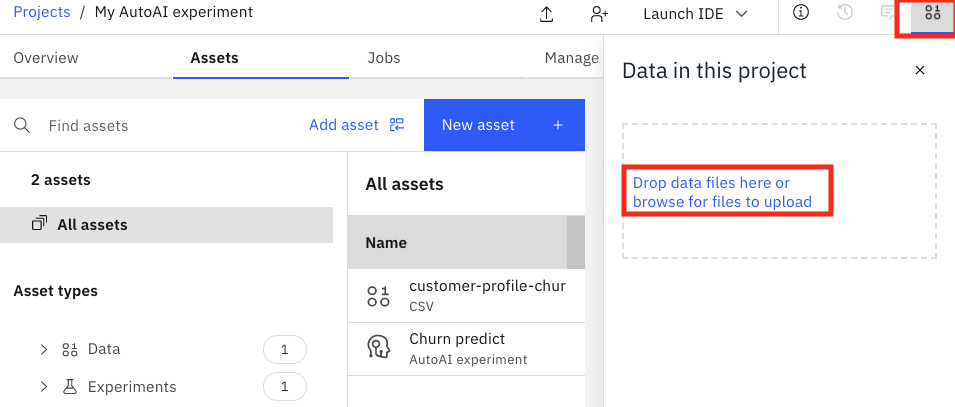 Projects / My AutoAI experiment
Launch IDE
Overview
Assets
Jobs
Manage
Data in this project
Find assets
Add asset
New asset +
Drop data files here or
browse for files to upload
2 assets
All assets
Asset types
Data 1
Experiments 1
All assets
Name
customer-profile-chur
CSV
Churn predict
AutoAI experiment